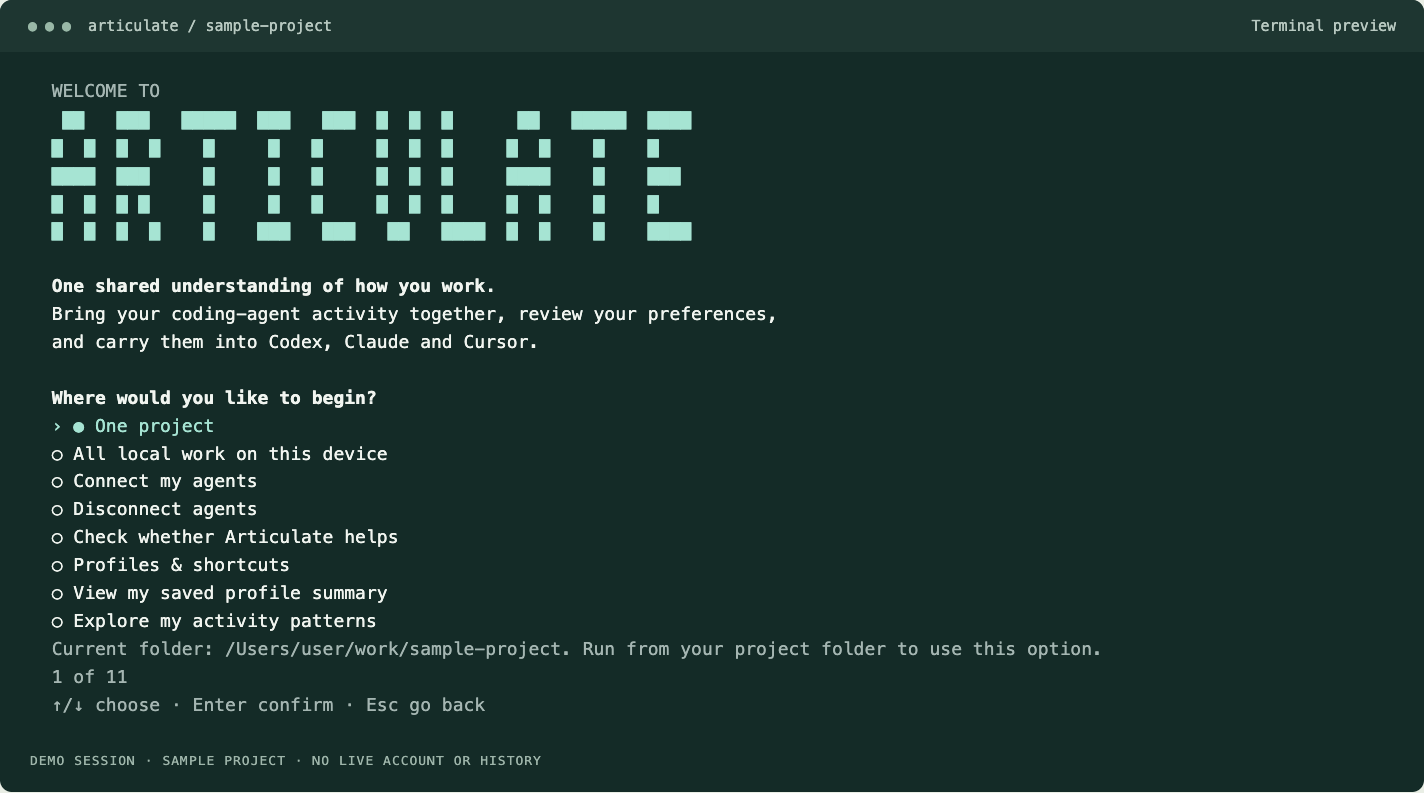 articulate / sample-project
Terminal preview
WELCOME TO
ARTICULATE
One shared understanding of how you work.
Bring your coding-agent activity together, review your preferences,
and carry them into Codex, Claude and Cursor.
Where would you like to begin?
› ● One project
○ All local work on this device
○ Connect my agents
○ Disconnect agents
○ Check whether Articulate helps
○ Profiles & shortcuts
○ View my saved profile summary
○ Explore my activity patterns
Current folder: /Users/user/work/sample-project. Run from your project folder to use this option.
1 of 11
↑/↓ choose · Enter confirm · Esc go back
DEMO SESSION · SAMPLE PROJECT · NO LIVE ACCOUNT OR HISTORY